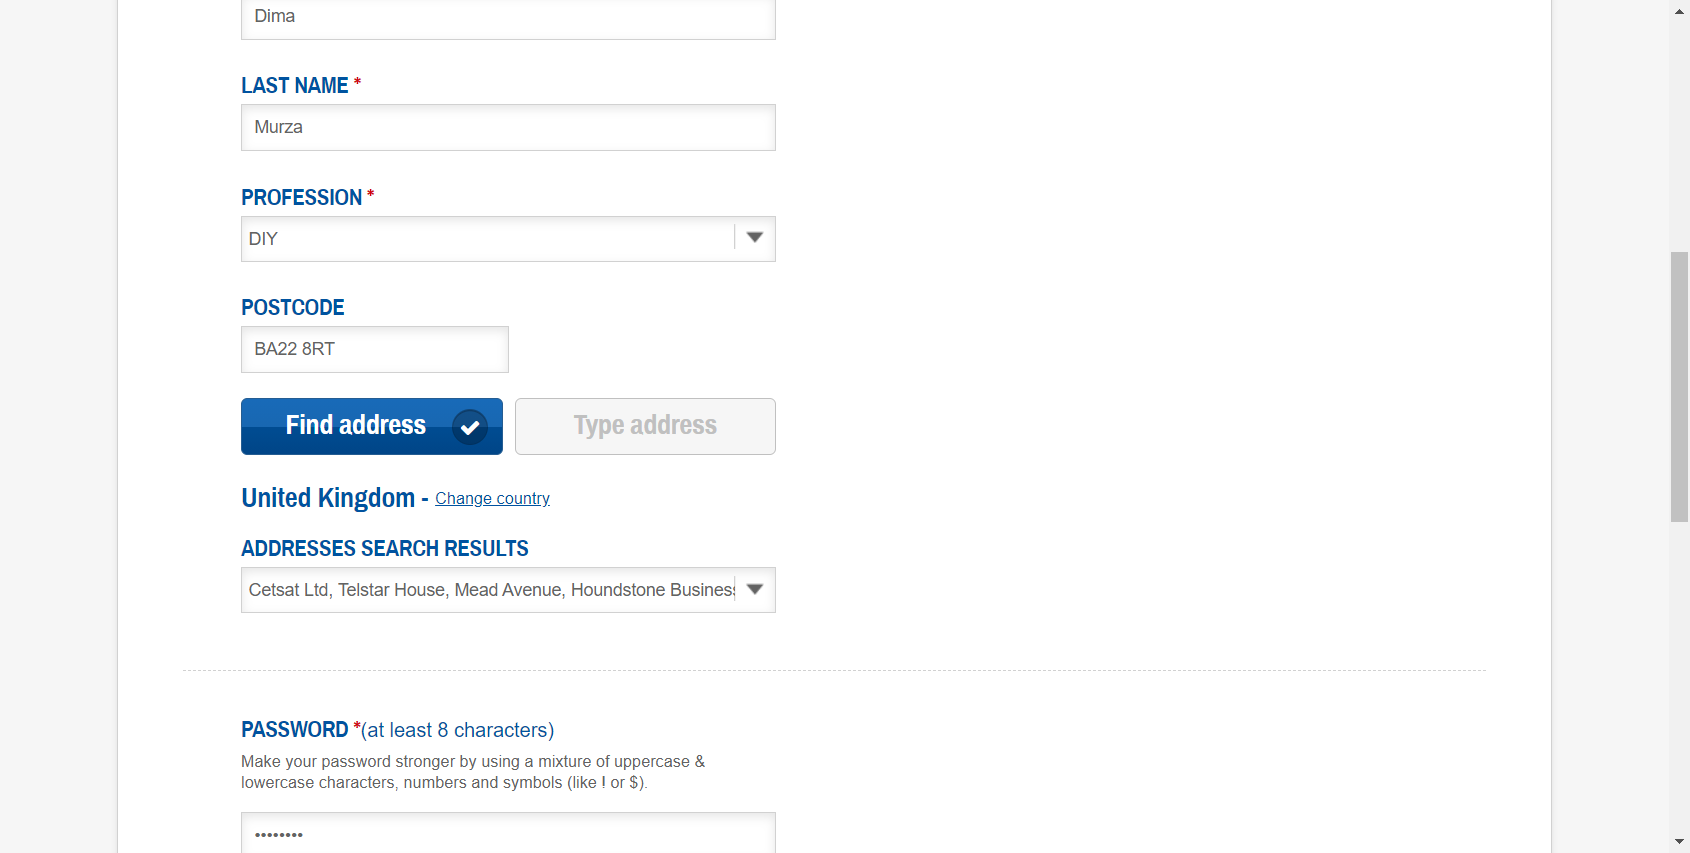 Dima
LAST NAME *
Murza
PROFESSION *
DIY
POSTCODE
BA22 8RT
Find address
Type address
United Kingdom - Change country
ADDRESSES SEARCH RESULTS
Cetsat Ltd, Telstar House, Mead Avenue, Houndstone Business
PASSWORD *(at least 8 characters)
Make your password stronger by using a mixture of uppercase &
lowercase characters, numbers and symbols (like ! or $).
••••••••